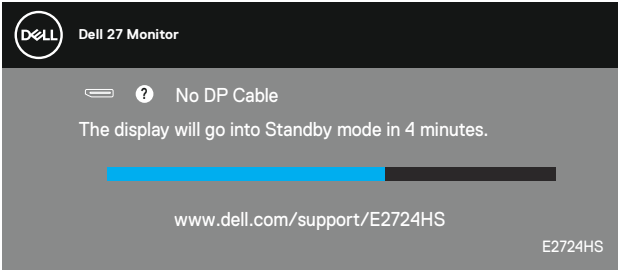 DELL
Dell 27 Monitor
? No DP Cable
The display will go into Standby mode in 4 minutes.
www.dell.com/support/E2724HS
E2724HS